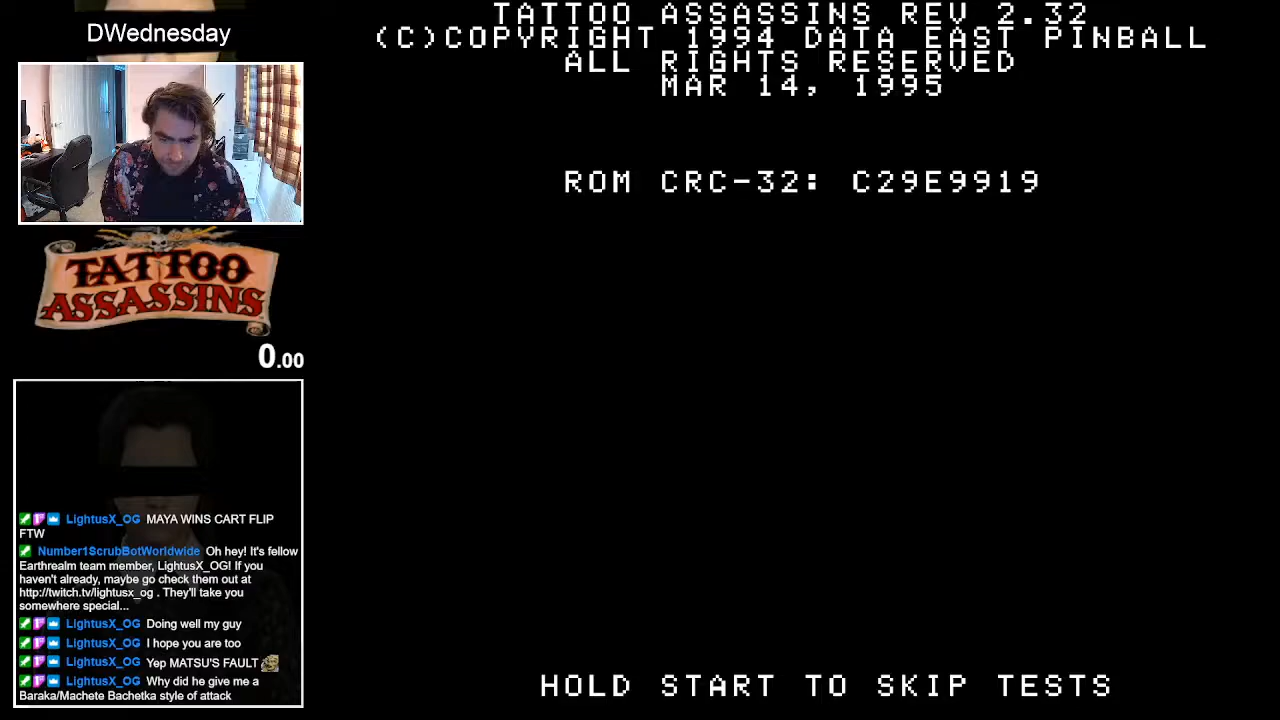 DWednesday
TATTOO ASSASSINS REV 2.32
(C)COPYRIGHT 1994 DATA EAST PINBALL
ALL RIGHTS RESERVED
MAR 14, 1995
ROM CRC-32: C29E9919
TATTOO
ASSASSINS
0.00
LightusX_OG MAYA WINS CART FLIP
FTW
Number1ScrubBotWorldwide Oh hey! It's fellow
Earthrealm team member, LightusX_OG! If you
haven't already, maybe go check them out at
http://twitch.tv/lightusx_og . They'll take you
somewhere special...
LightusX_OG Doing well my guy
LightusX_OG I hope you are too
LightusX_OG Yep MATSU'S FAULT
LightusX_OG Why did he give me a
Baraka/Machete Bachetka style of attack
HOLD START TO SKIP TESTS